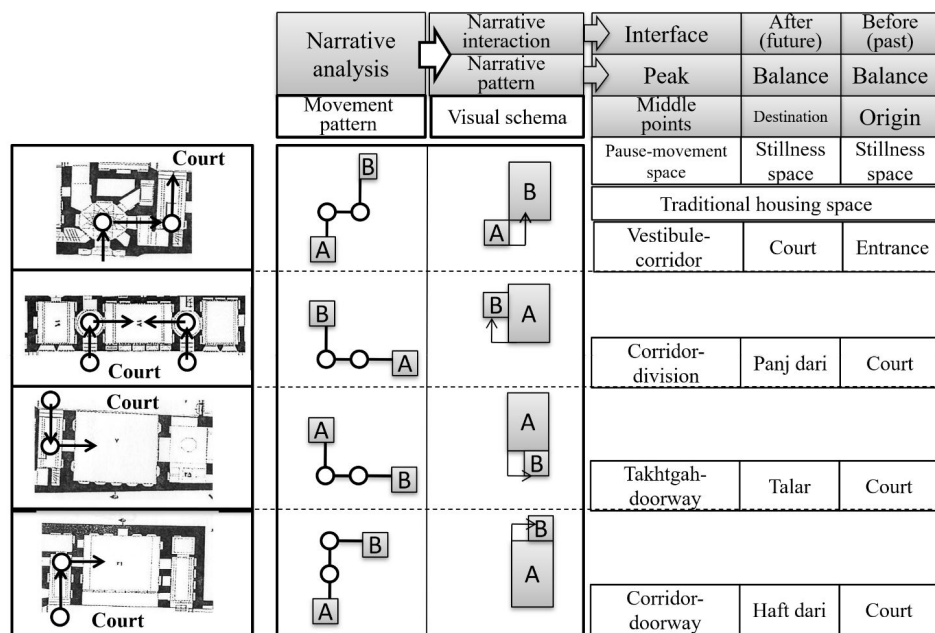 Narrative
analysis
Narrative
interaction
Narrative
pattern
Interface
After
(future)
Before
(past)
Peak
Balance
Balance
Movement
pattern
Visual schema
Middle
points
Destination
Origin
Pause-movement
space
Stillness
space
Stillness
space
Traditional housing space
Court
B
A
B
A
Vestibule-
corridor
Court
Entrance
Court
B
A
B
A
Corridor-
division
Panj dari
Court
Court
A
B
A
B
Takhtgah-
doorway
Talar
Court
Court
B
A
B
A
Corridor-
doorway
Haft dari
Court